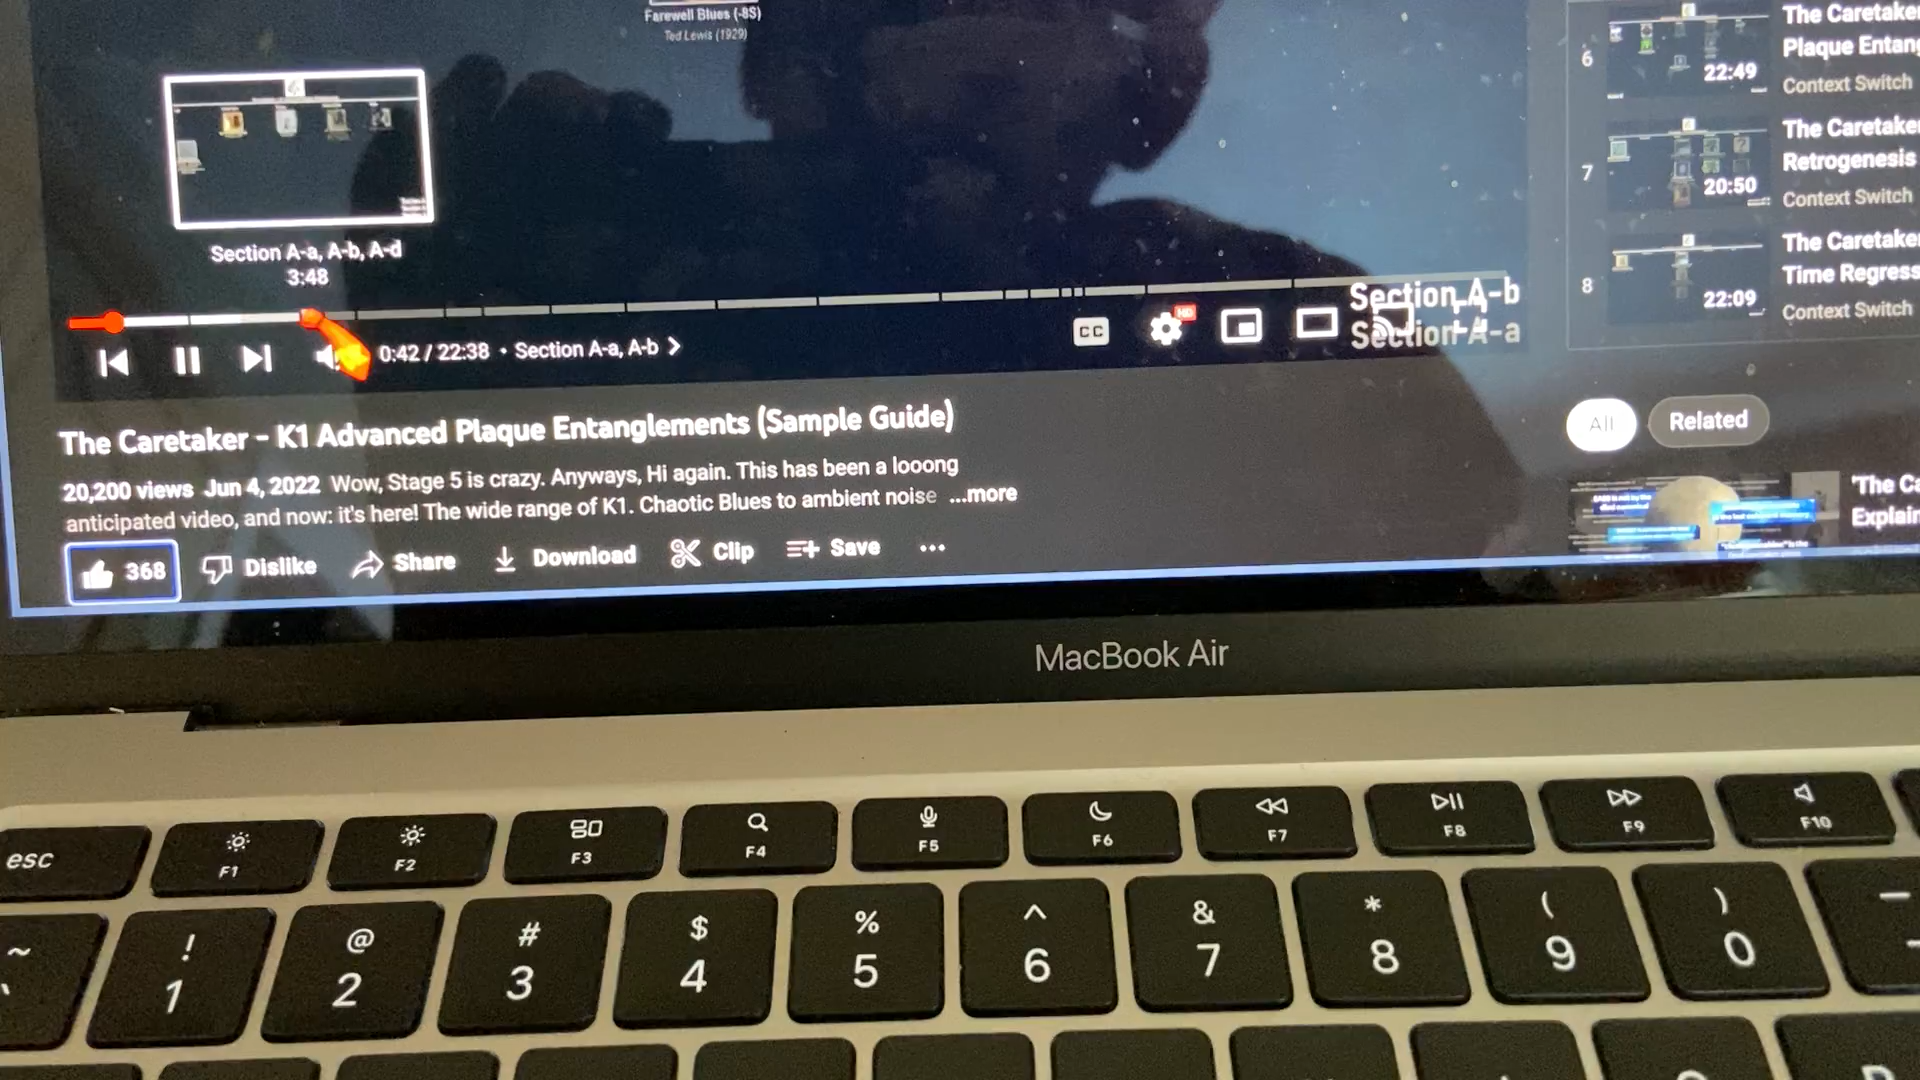 Farewell Blues (-8S)
Ted Lewis (1929)
Section A-a, A-b, A-d
3:48
0:42 / 22:38 • Section A-a, A-b
CC
HD
Section A-b
Section A-a
The Caretaker - K1 Advanced Plaque Entanglements (Sample Guide)
20,200 views Jun 4, 2022 Wow, Stage 5 is crazy. Anyways, Hi again. This has been a looong
anticipated video, and now: it's here! The wide range of K1. Chaotic Blues to ambient noise ...more
368
Dislike
Share
Download
Clip
Save
6
22:49
The Caretake
Plaque Entang
Context Switch
7
20:50
The Caretake
Retrogenesis
Context Switch
8
22:09
The Caretake
Time Regress
Context Switch
All
Related
'The Ca
Explain
MacBook Air
esc
F1
F2
F3
F4
F5
F6
F7
F8
F9
F10
~ ! @ # $ % ^ & * ( ) –
` 1 2 3 4 5 6 7 8 9 0 -